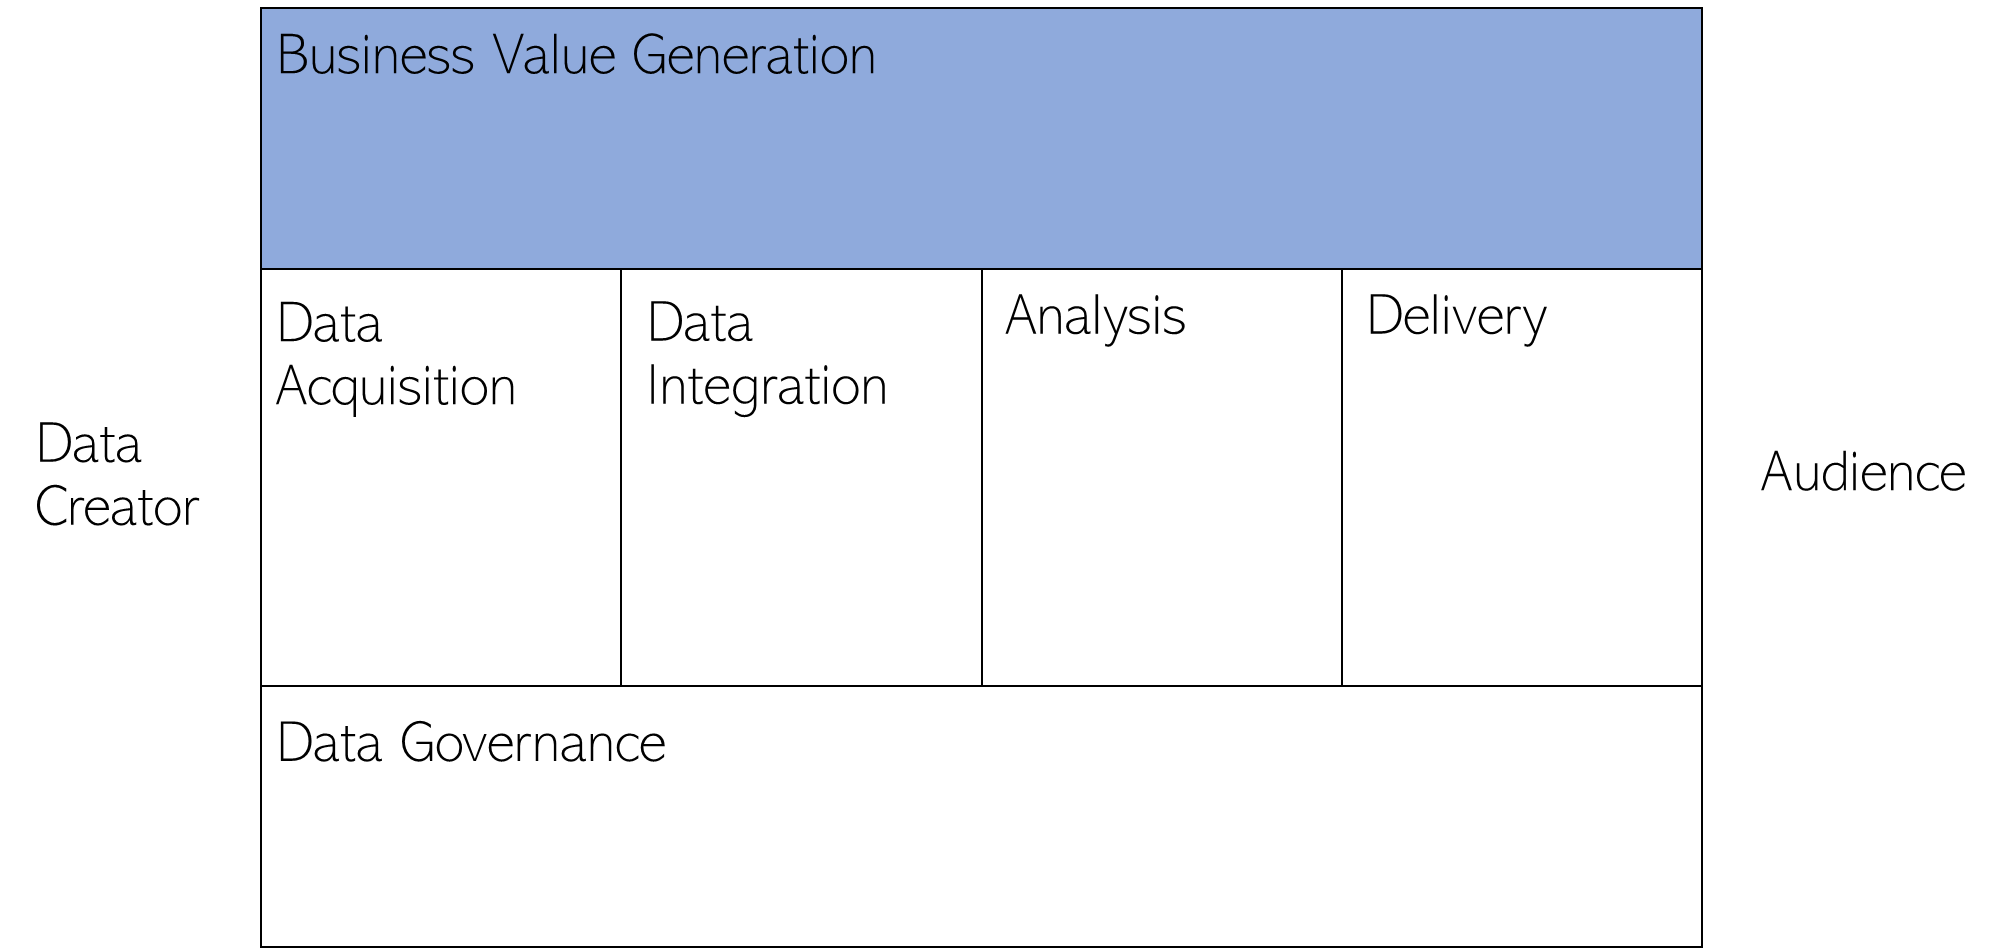 Business Value Generation
Data
Acquisition
Data
Integration
Analysis
Delivery
Data
Creator
Audience
Data Governance